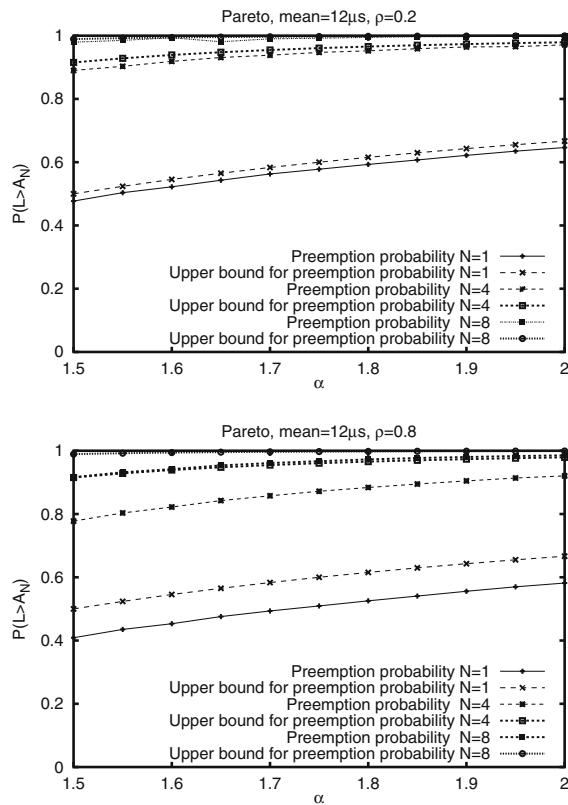 Pareto, mean=12μs, ρ=0.2
1
0.8
0.6
0.4
0.2
0
P(L>A_N)
Preemption probability N=1
Upper bound for preemption probability N=1
Preemption probability N=4
Upper bound for preemption probability N=4
Preemption probability N=8
Upper bound for preemption probability N=8
1.5 1.6 1.7 1.8 1.9 2
α
Pareto, mean=12μs, ρ=0.8
1
0.8
0.6
0.4
0.2
0
P(L>A_N)
Preemption probability N=1
Upper bound for preemption probability N=1
Preemption probability N=4
Upper bound for preemption probability N=4
Preemption probability N=8
Upper bound for preemption probability N=8
1.5 1.6 1.7 1.8 1.9 2
α